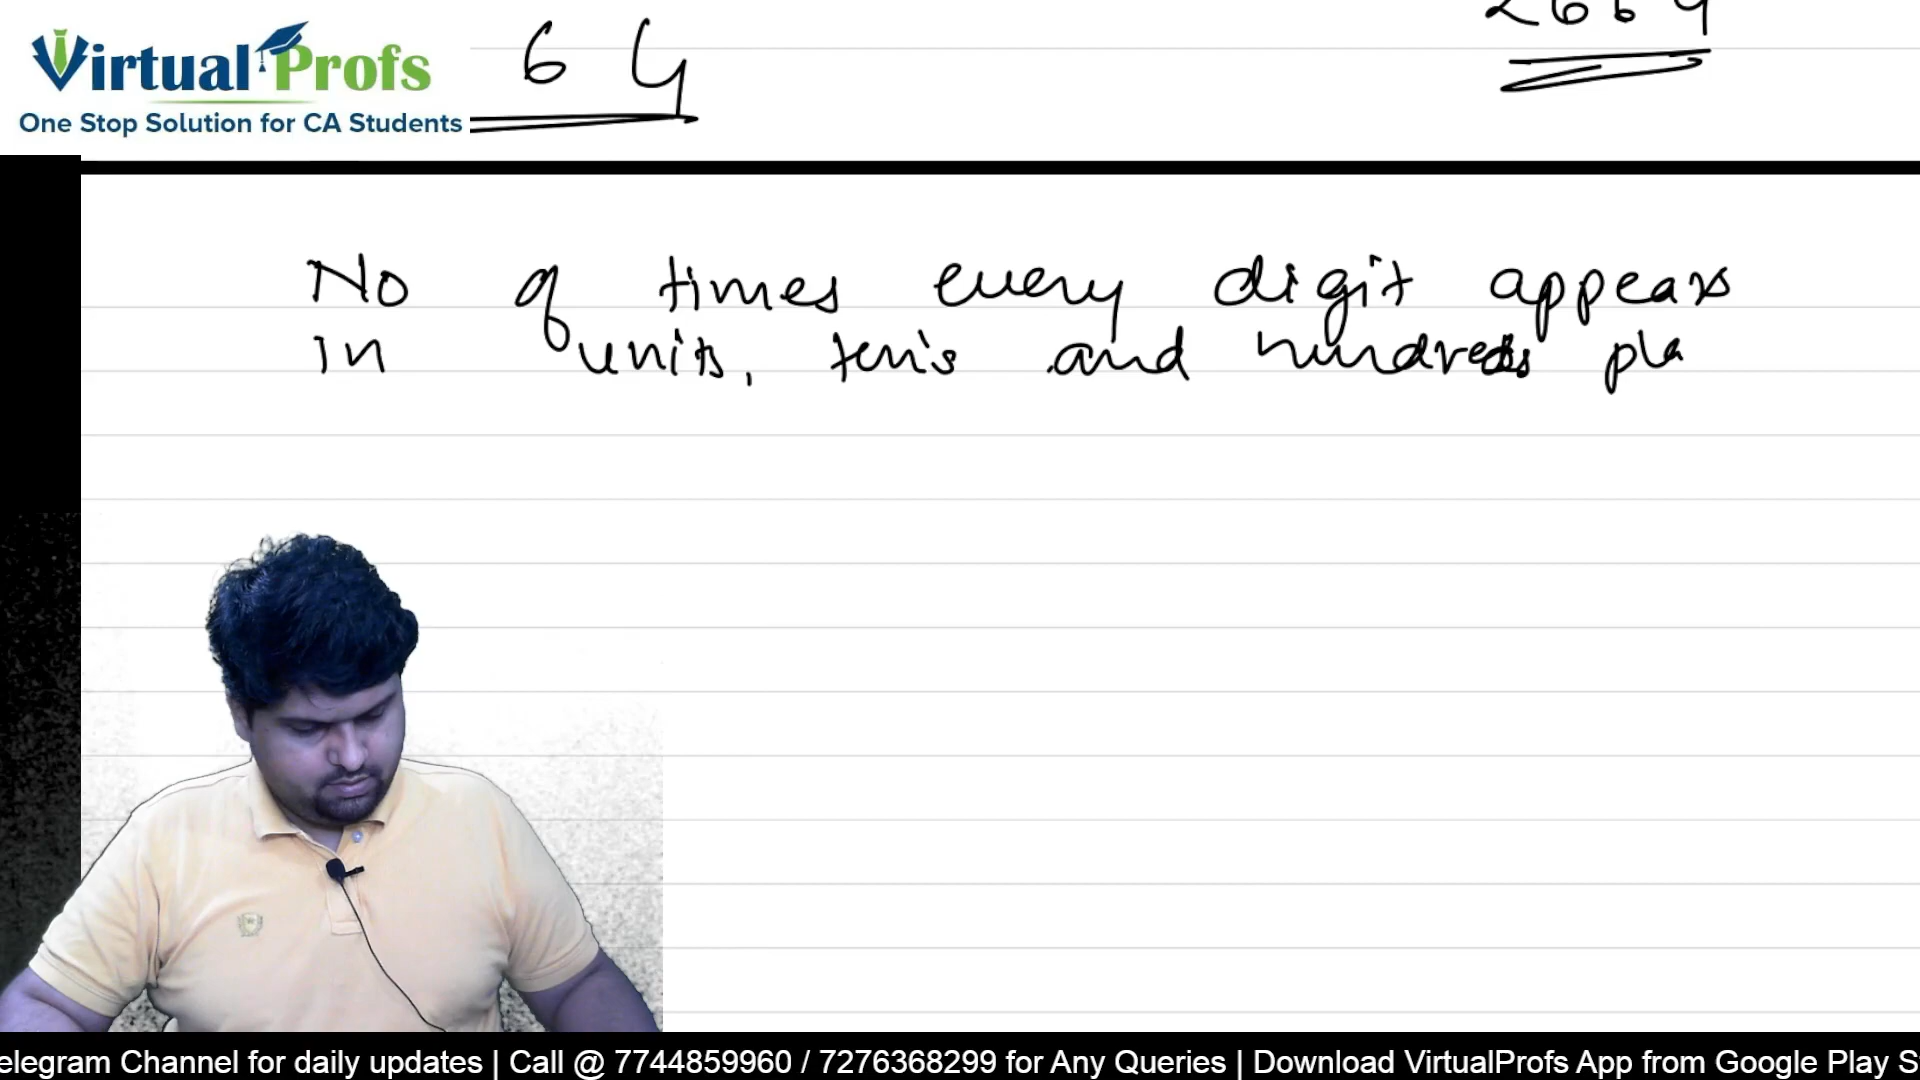 Virtual Profs
One Stop Solution for CA Students
6 4
2664
No of times every digit appears
in units, ten's and hundreds pla
elegram Channel for daily updates | Call @ 7744859960 / 7276368299 for Any Queries | Download VirtualProfs App from Google Play S